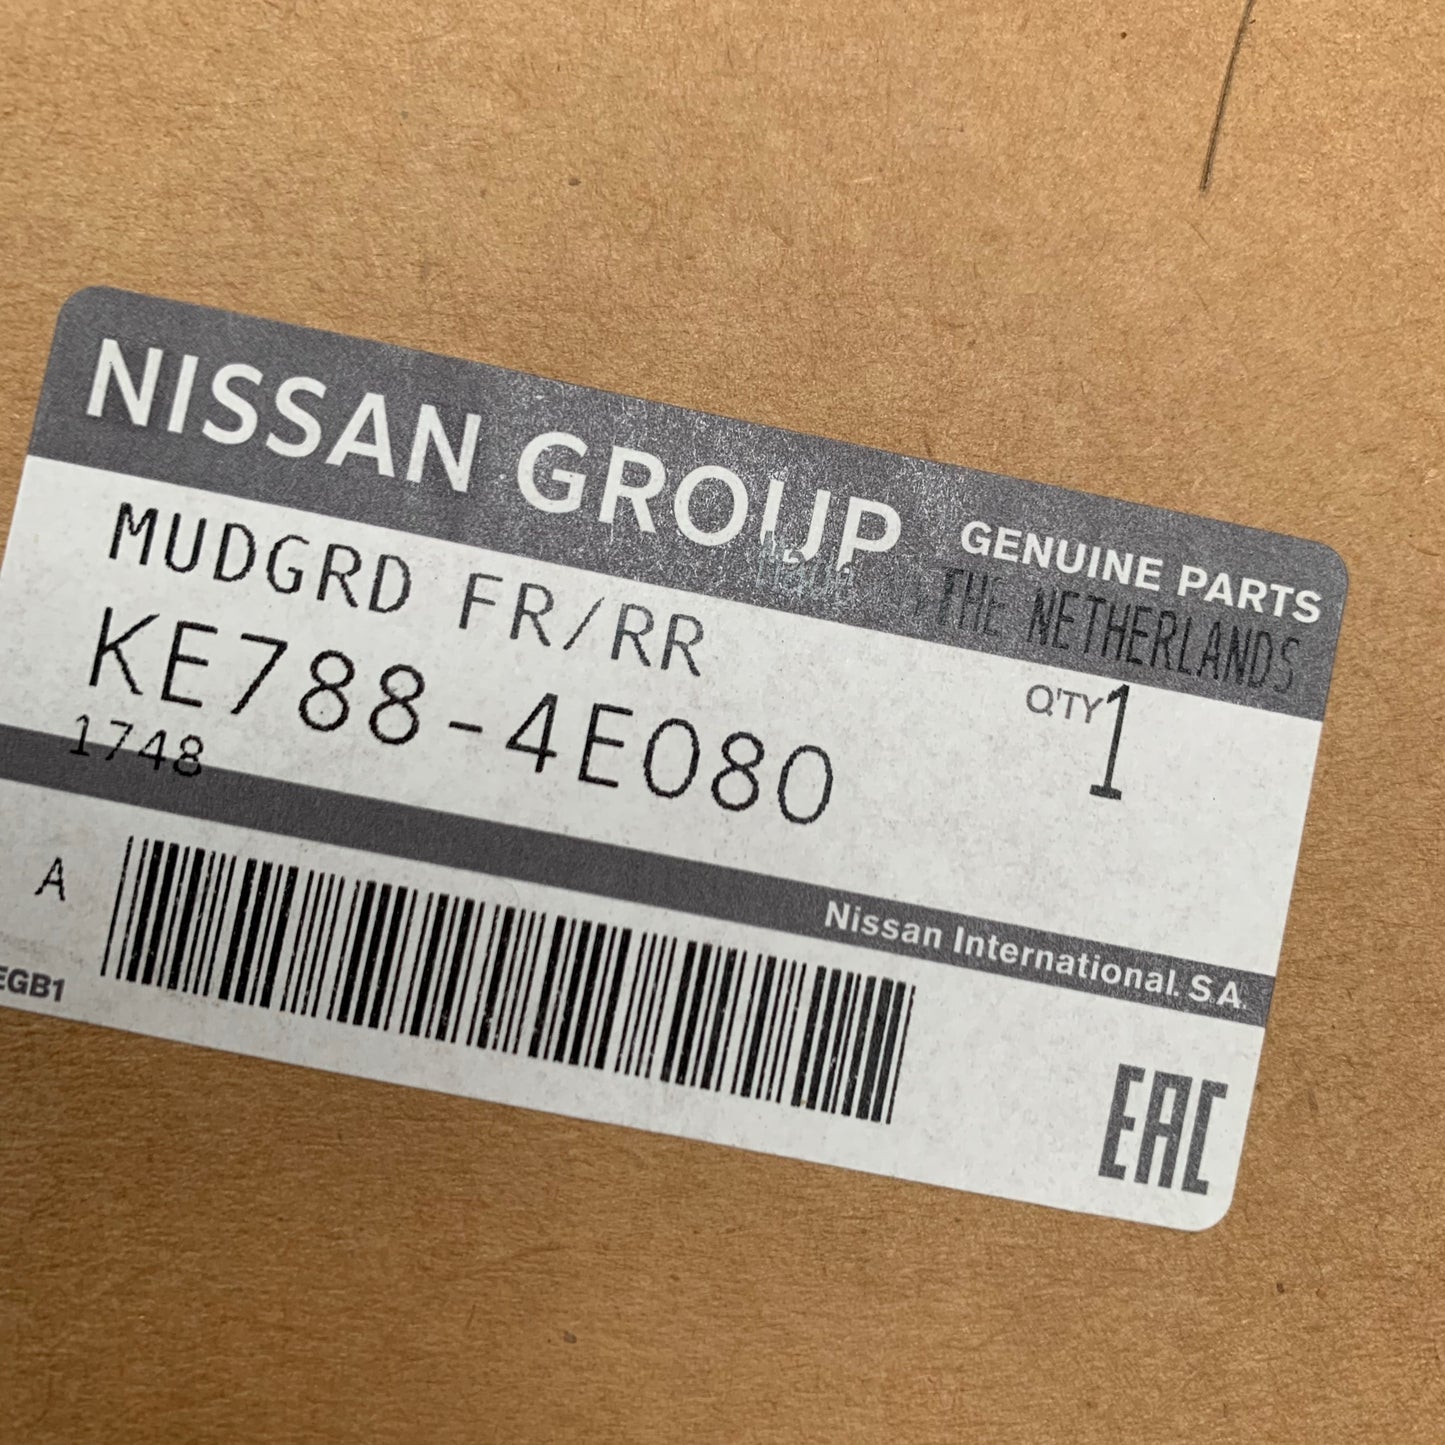 NISSAN GROUP GENUINE PARTS
THE NETHERLANDS
MUDGRD FR/RR
Q'TY 1
KE788-4E080
1748
Nissan International. S.A.
A
EGB1
EAC